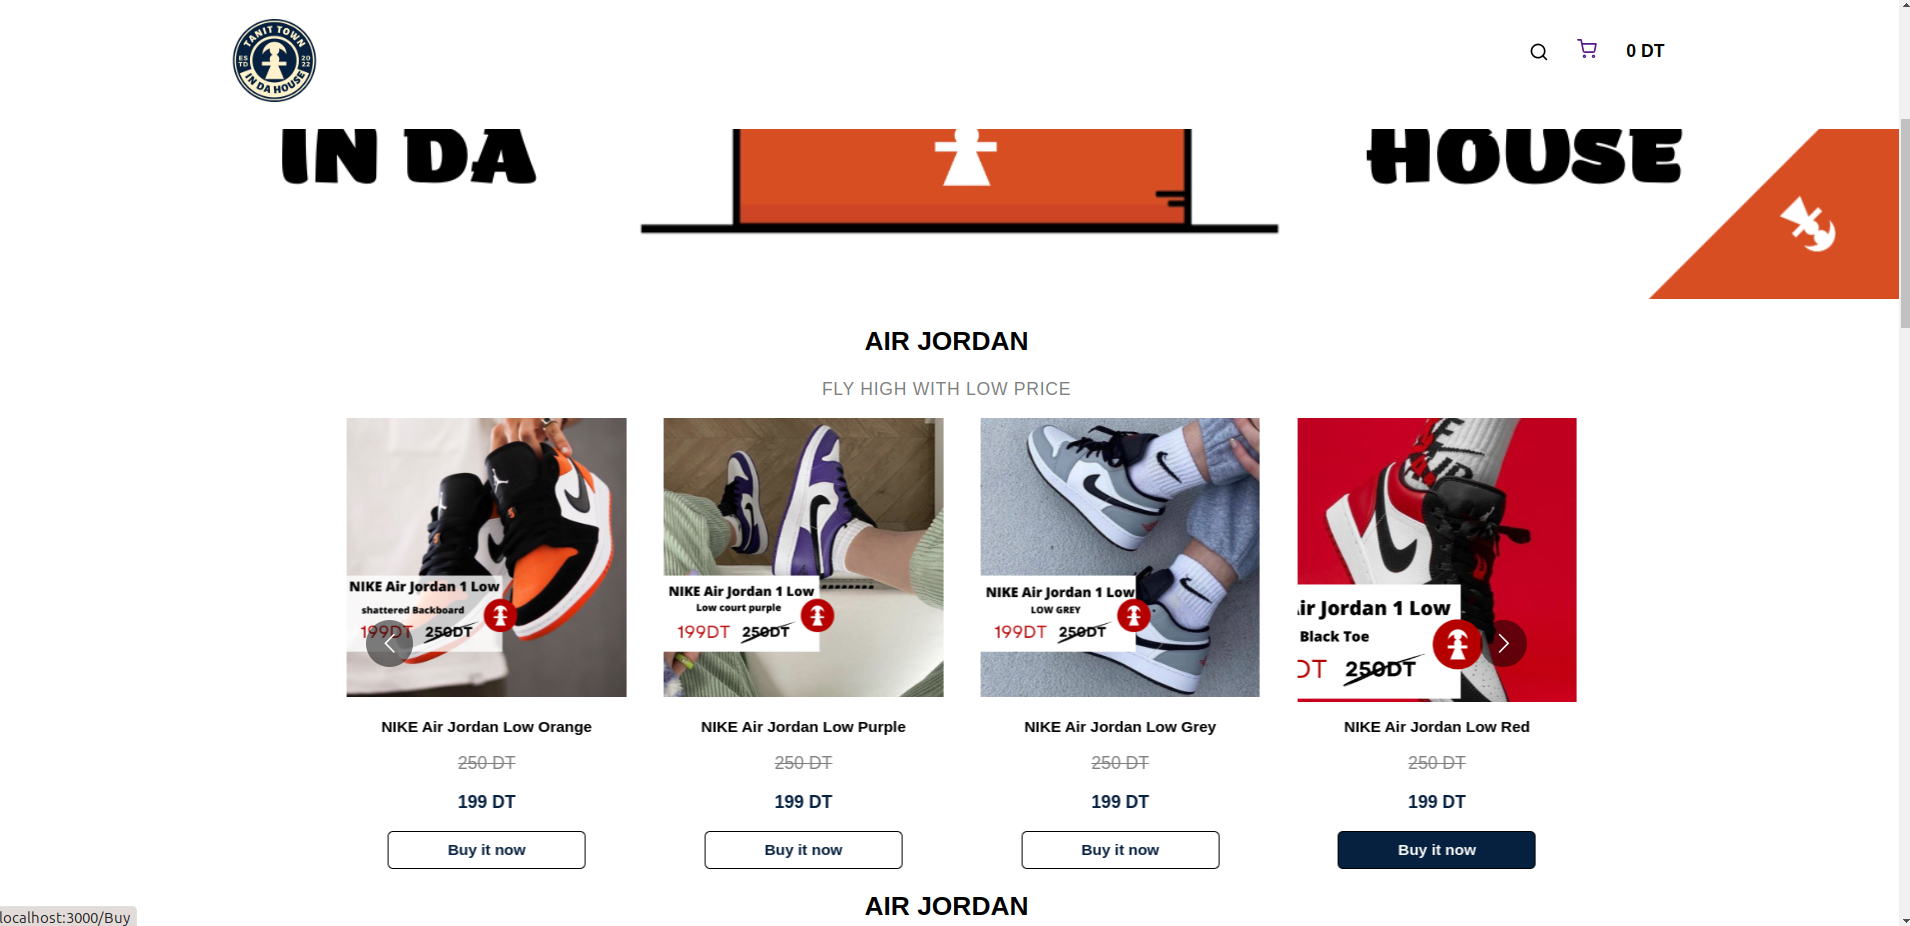 TANIT TOWN
ES TD
20 22
IN DA HOUSE
0 DT
IN DA
HOUSE
AIR JORDAN
FLY HIGH WITH LOW PRICE
NIKE Air Jordan 1 Low
shattered Backboard
199DT 250DT
NIKE Air Jordan 1 Low
Low court purple
199DT 250DT
NIKE Air Jordan 1 Low
LOW GREY
199DT 250DT
ir Jordan 1 Low
Black Toe
DT 250DT
NIKE Air Jordan Low Orange
250 DT
199 DT
Buy it now
NIKE Air Jordan Low Purple
250 DT
199 DT
Buy it now
NIKE Air Jordan Low Grey
250 DT
199 DT
Buy it now
NIKE Air Jordan Low Red
250 DT
199 DT
Buy it now
AIR JORDAN
localhost:3000/Buy